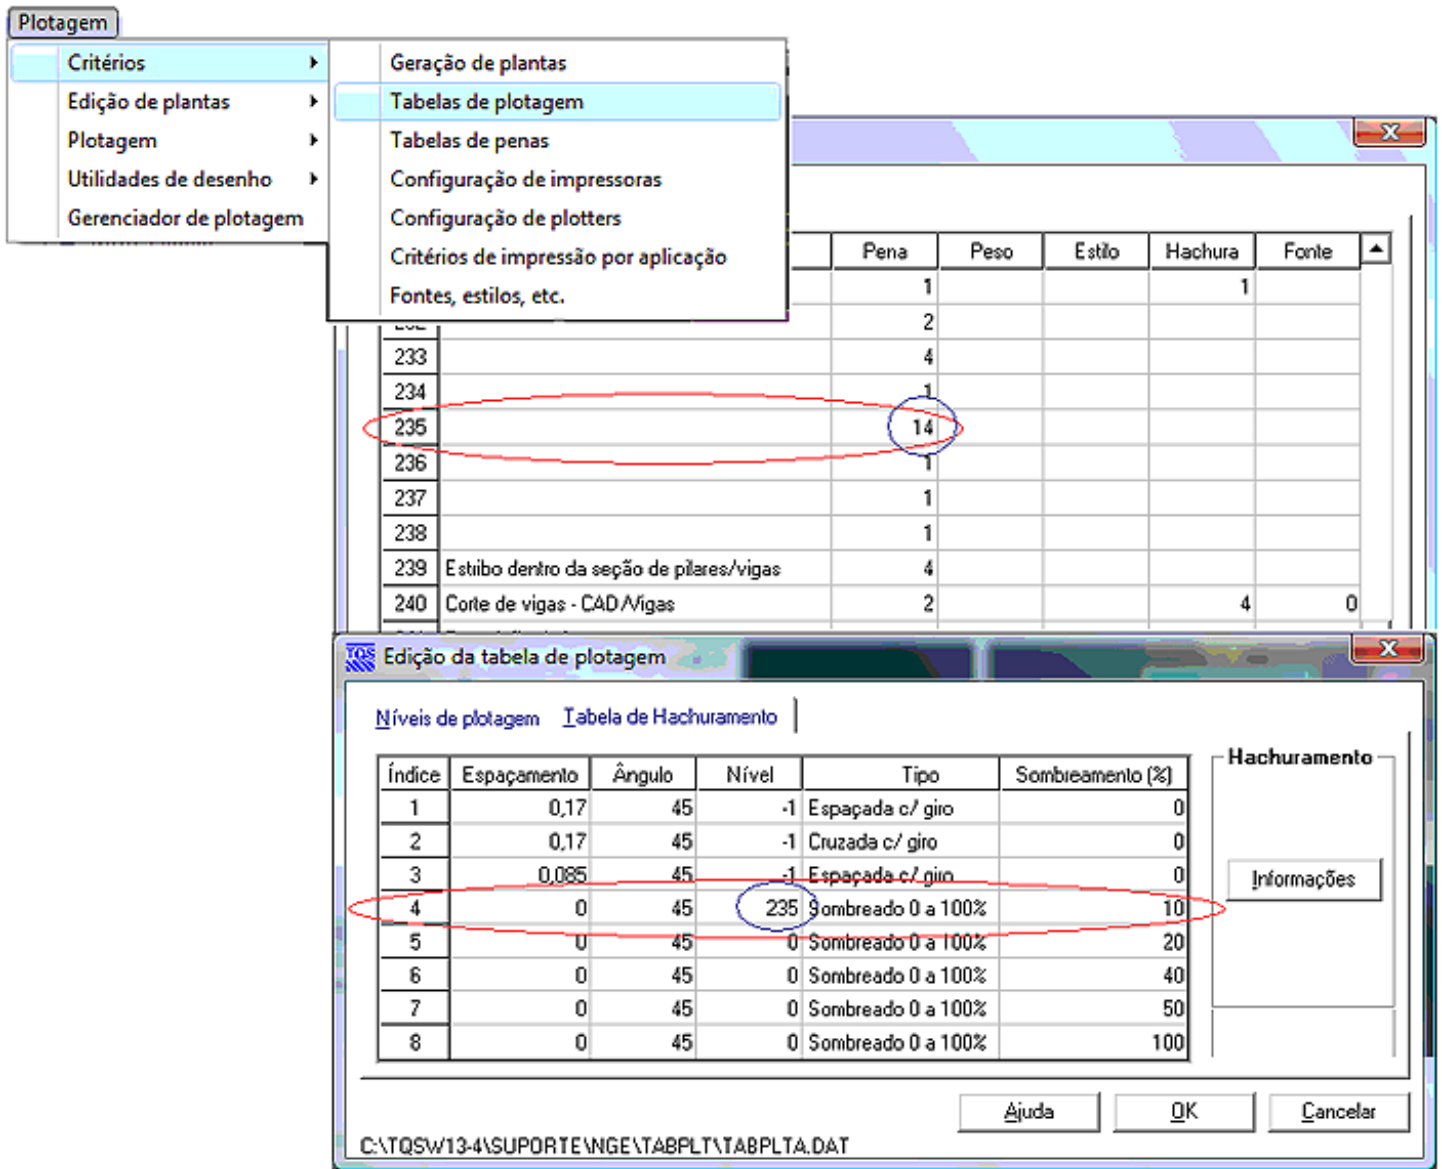 Plotagem
Critérios
Edição de plantas
Plotagem
Utilidades de desenho
Gerenciador de plotagem
Geração de plantas
Tabelas de plotagem
Tabelas de penas
Configuração de impressoras
Configuração de plotters
Critérios de impressão por aplicação
Fontes, estilos, etc.
Pena Peso Estilo Hachura Fonte
1 1
2
233 4
234 1
235 14
236 1
237 1
238 1
239 Estribo dentro da seção de pilares/vigas 4
240 Corte de vigas - CAD/Vigas 2 4 0
TQS Edição da tabela de plotagem
Níveis de plotagem Tabela de Hachuramento
Índice Espaçamento Ângulo Nível Tipo Sombreamento (%)
1 0,17 45 -1 Espaçada c/ giro 0
2 0,17 45 -1 Cruzada c/ giro 0
3 0,085 45 -1 Espaçada c/ giro 0
4 0 45 235 Sombreado 0 a 100% 10
5 0 45 0 Sombreado 0 a 100% 20
6 0 45 0 Sombreado 0 a 100% 40
7 0 45 0 Sombreado 0 a 100% 50
8 0 45 0 Sombreado 0 a 100% 100
Hachuramento
Informações
Ajuda OK Cancelar
C:\TQSW13-4\SUPORTE\NGE\TABPLT\TABPLTA.DAT